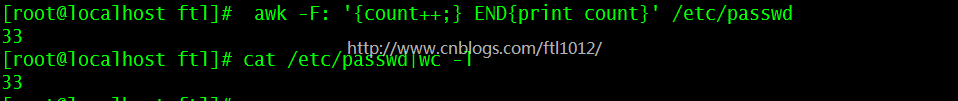 [root@localhost ftl]#  awk -F: '{count++;} END{print count}' /etc/passwd
33
http://www.cnblogs.com/ftl1012/
[root@localhost ftl]# cat /etc/passwd|wc -l
33